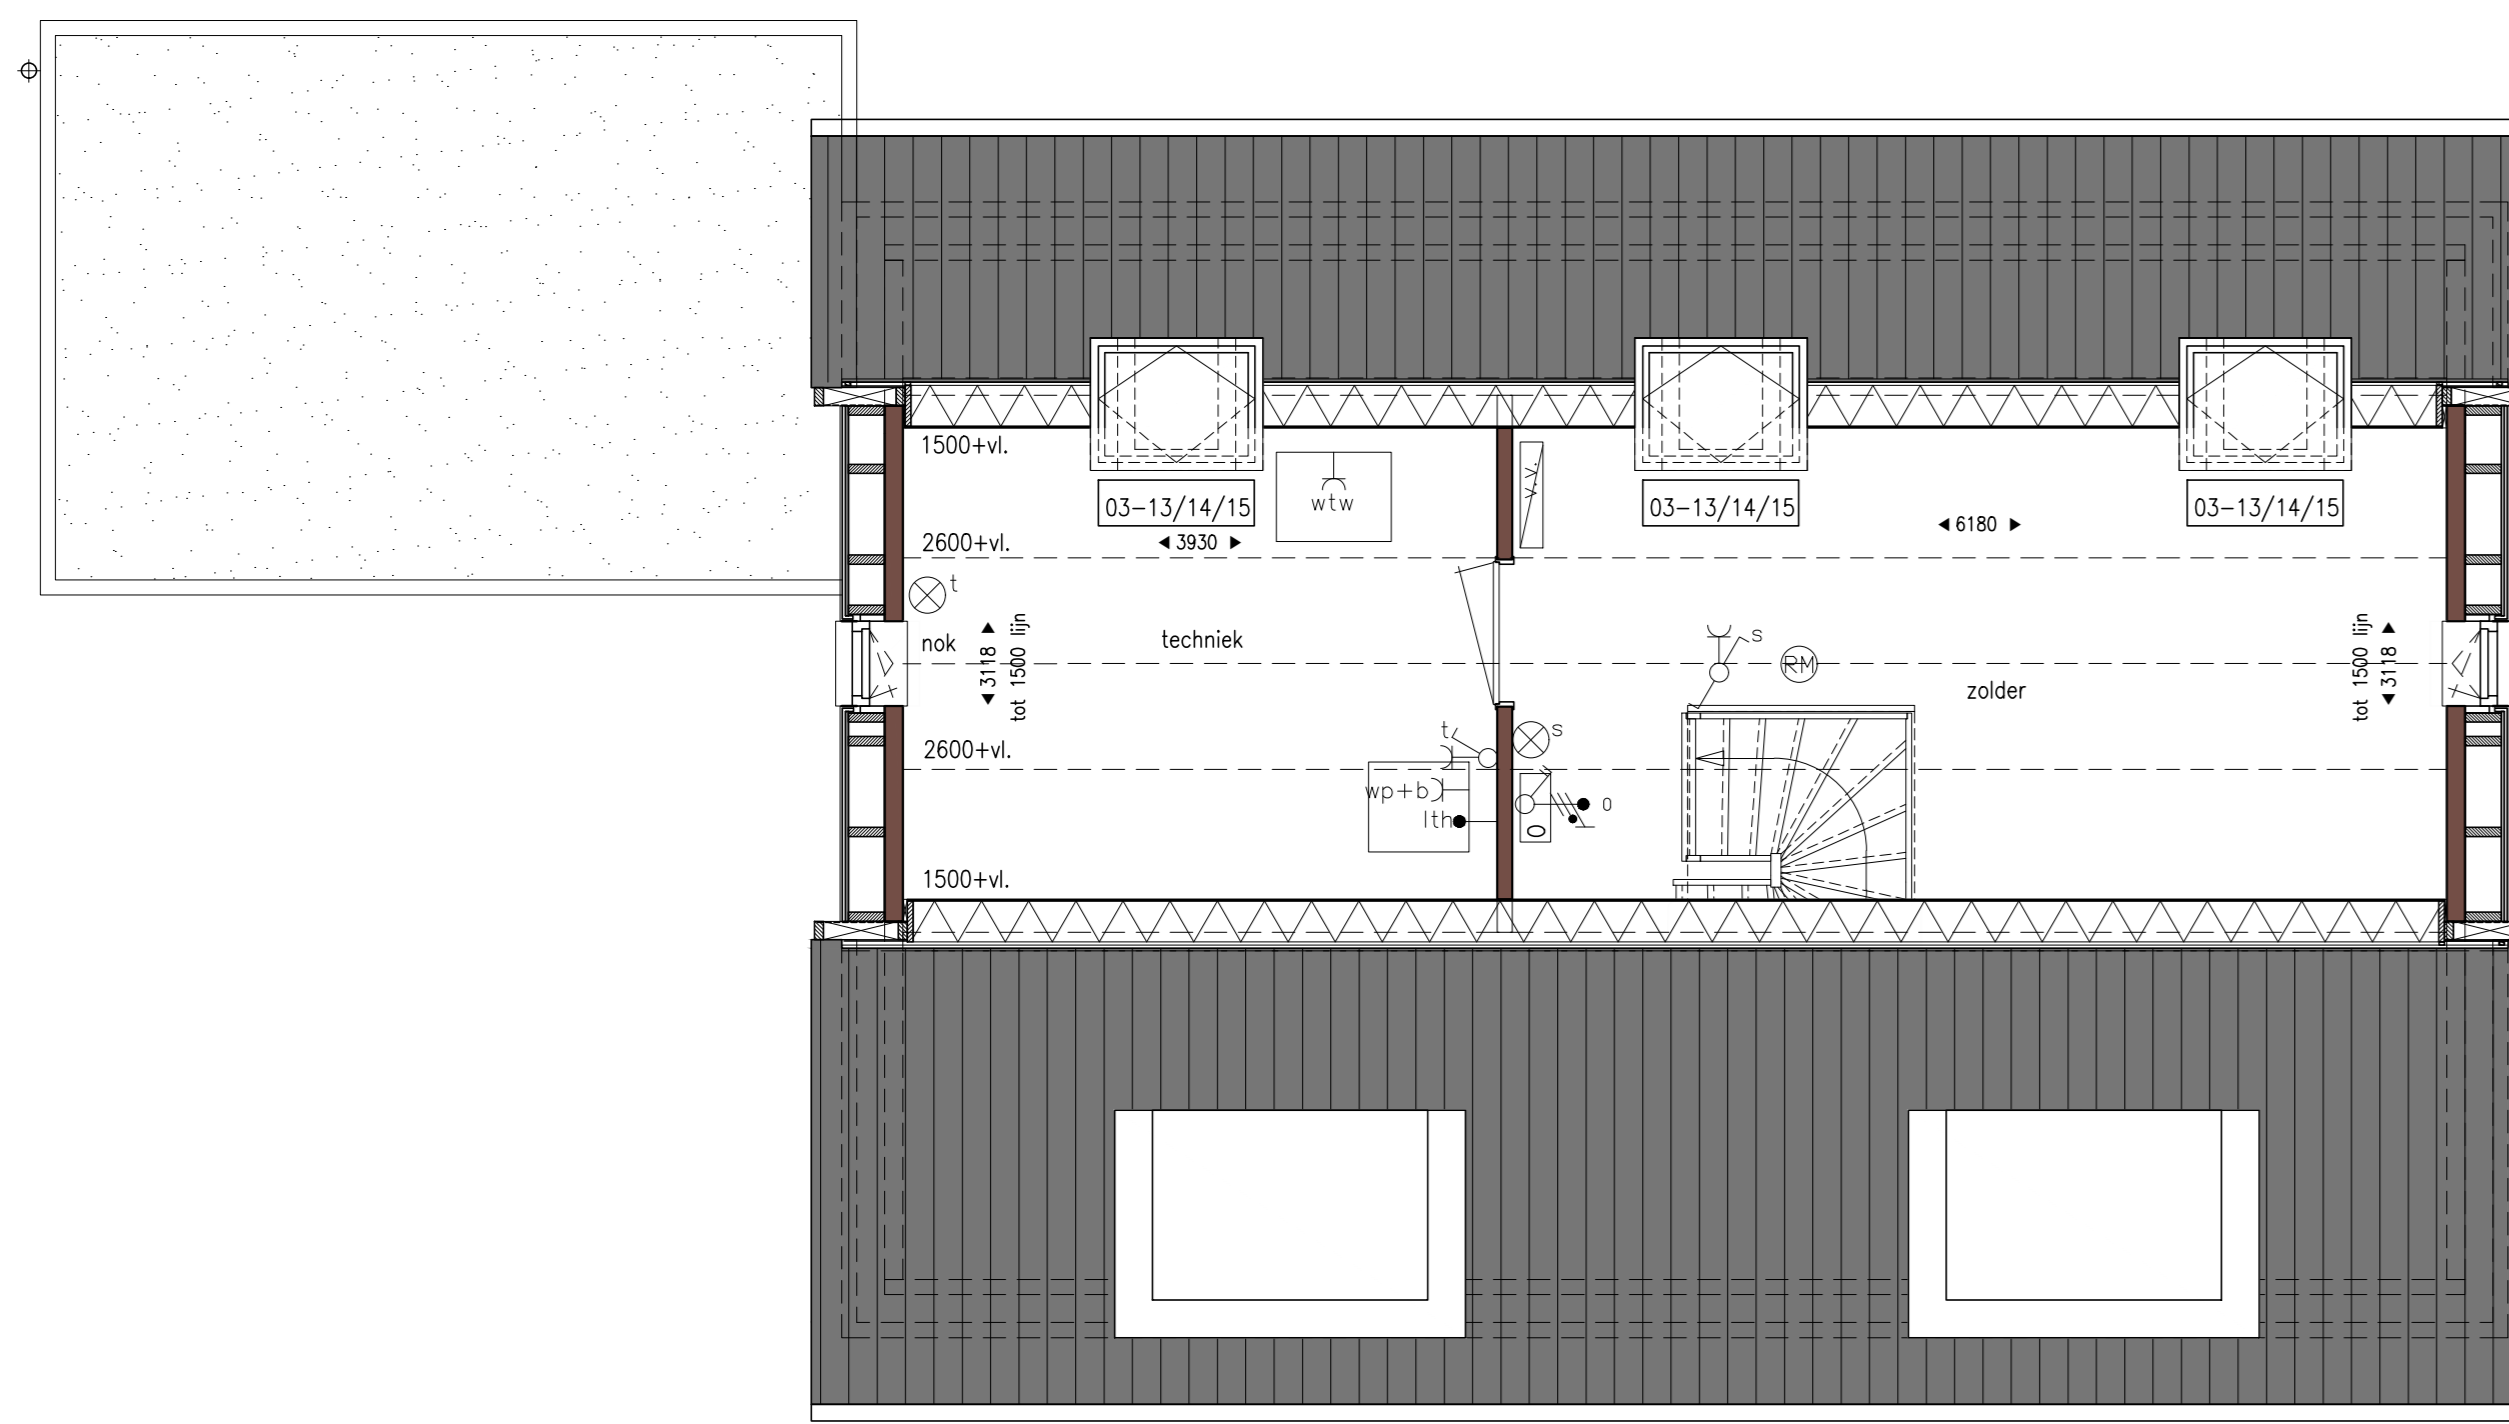 1500+vl.
wtw
v.v.
03-13/14/15
03-13/14/15
03-13/14/15
2600+vl.
3930
6180
t
nok
3118
tot 1500 lijn
techniek
s
RM
zolder
tot 1500 lijn
3118
2600+vl.
t
s
wp+b
lth
0
0
1500+vl.